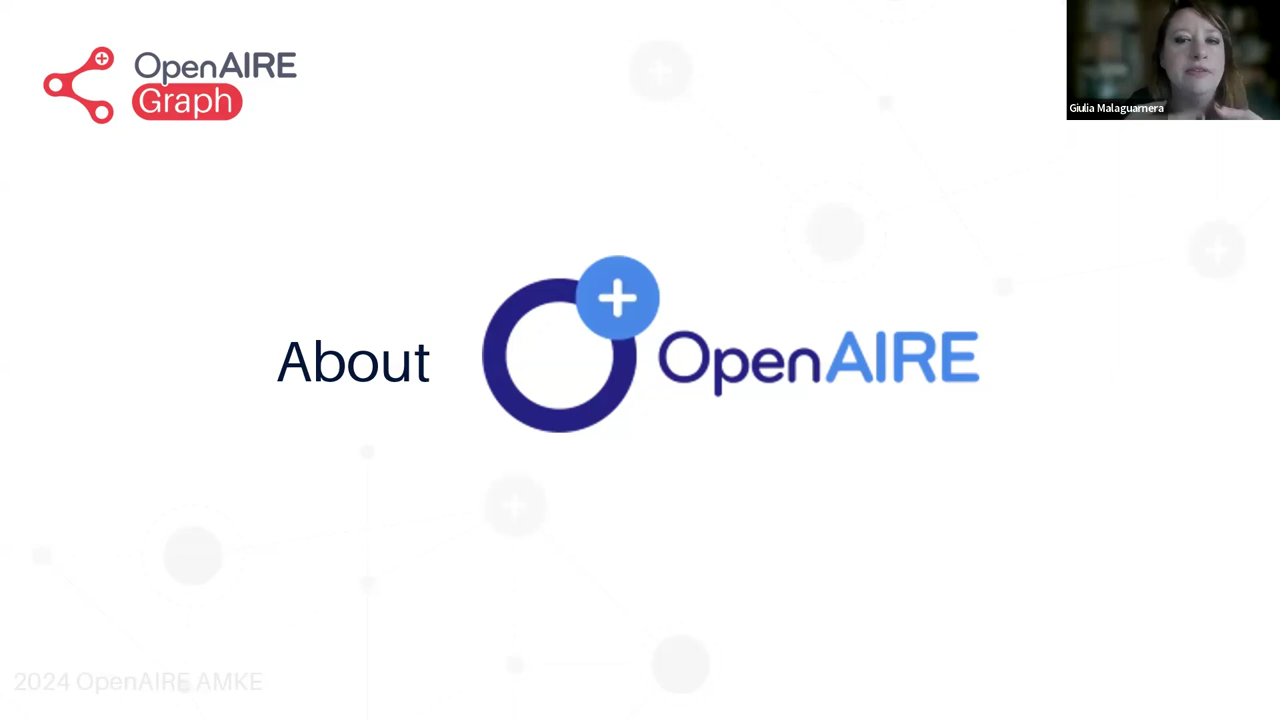 OpenAIRE
Graph
Giulia Malaguarnera
About OpenAIRE
2024 OpenAIRE AMKE